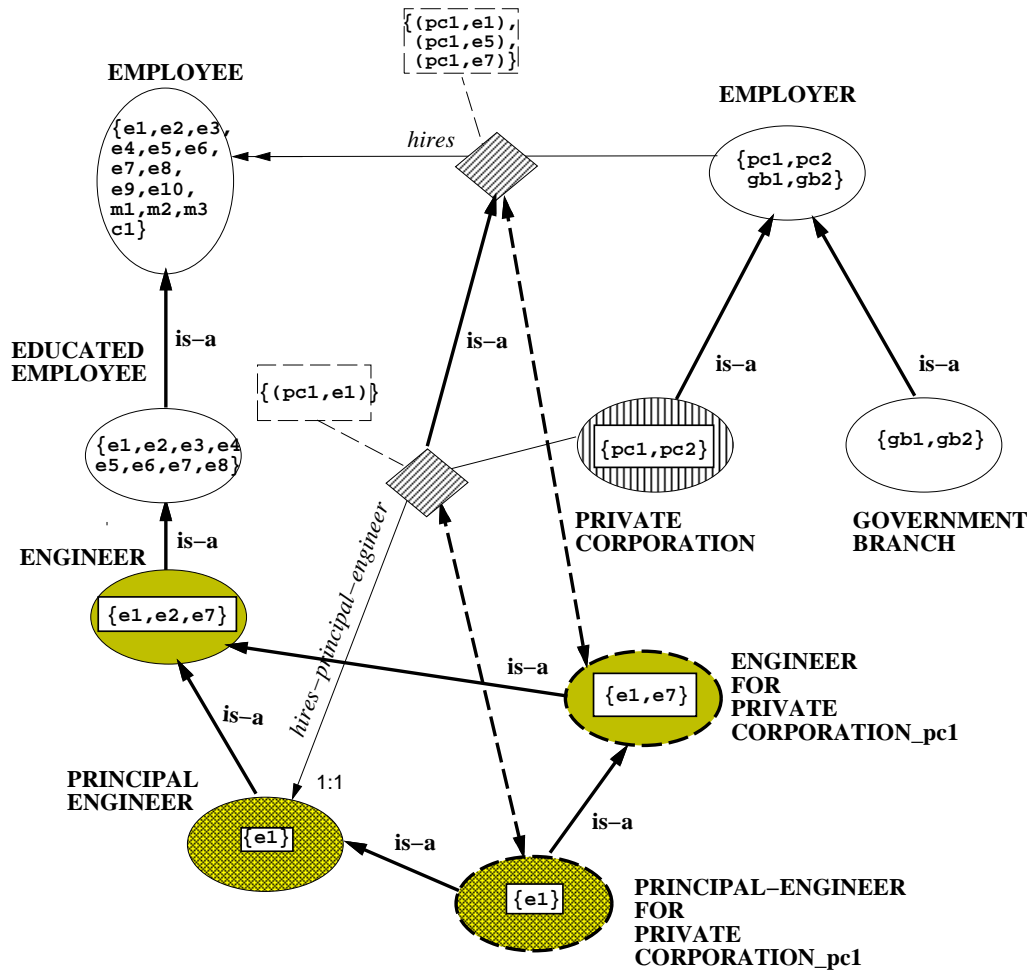 {(pc1,e1),
(pc1,e5),
(pc1,e7)}
EMPLOYEE
EMPLOYER
{e1,e2,e3,
e4,e5,e6,
e7,e8,
e9,e10,
m1,m2,m3
c1}
hires
{pc1,pc2
gb1,gb2}
is-a
is-a
is-a
is-a
EDUCATED
EMPLOYEE
{(pc1,e1)}
{e1,e2,e3,e4
e5,e6,e7,e8}
{pc1,pc2}
{gb1,gb2}
PRIVATE
CORPORATION
GOVERNMENT
BRANCH
is-a
ENGINEER
hires-principal-engineer
{e1,e2,e7}
is-a
{e1,e7}
ENGINEER
FOR
PRIVATE
CORPORATION_pc1
is-a
PRINCIPAL
ENGINEER
1:1
{e1}
is-a
is-a
{e1}
PRINCIPAL-ENGINEER
FOR
PRIVATE
CORPORATION_pc1